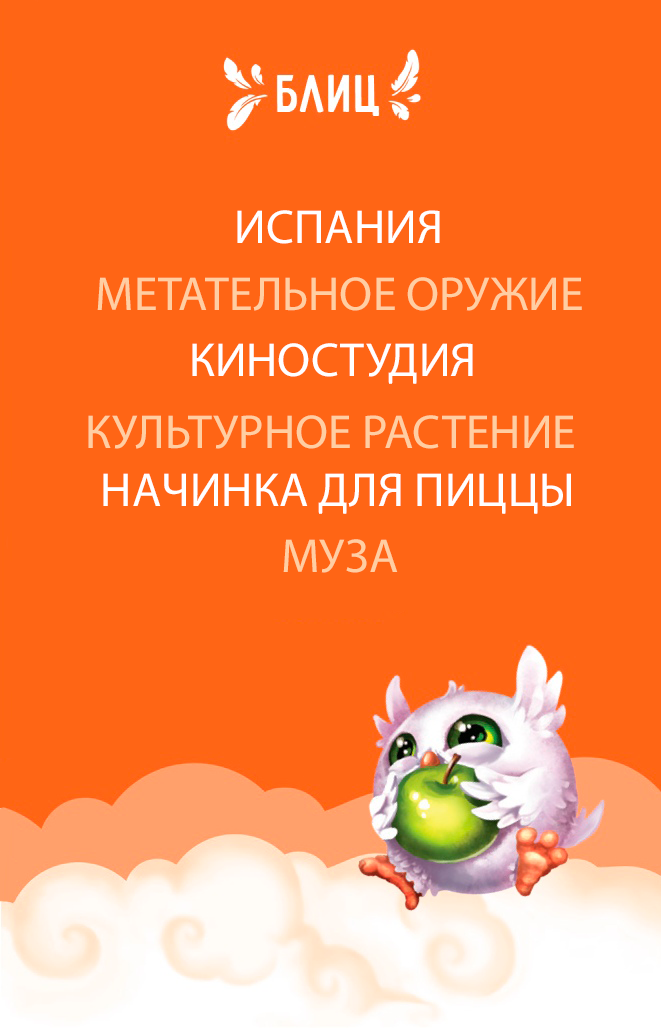 БЛИЦ
ИСПАНИЯ
МЕТАТЕЛЬНОЕ ОРУЖИЕ
КИНОСТУДИЯ
КУЛЬТУРНОЕ РАСТЕНИЕ
НАЧИНКА ДЛЯ ПИЦЦЫ
МУЗА